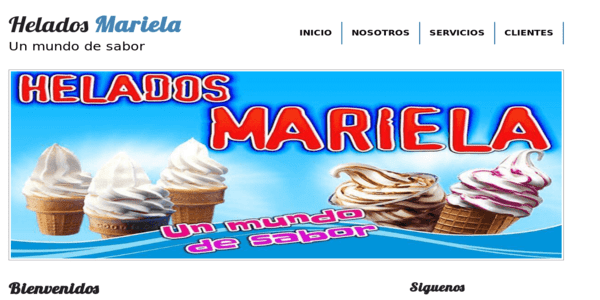 Helados Mariela
Un mundo de sabor
INICIO
NOSOTROS
SERVICIOS
CLIENTES
HELADOS
MARIELA
Un mundo
de sabor
Bienvenidos
Siguenos